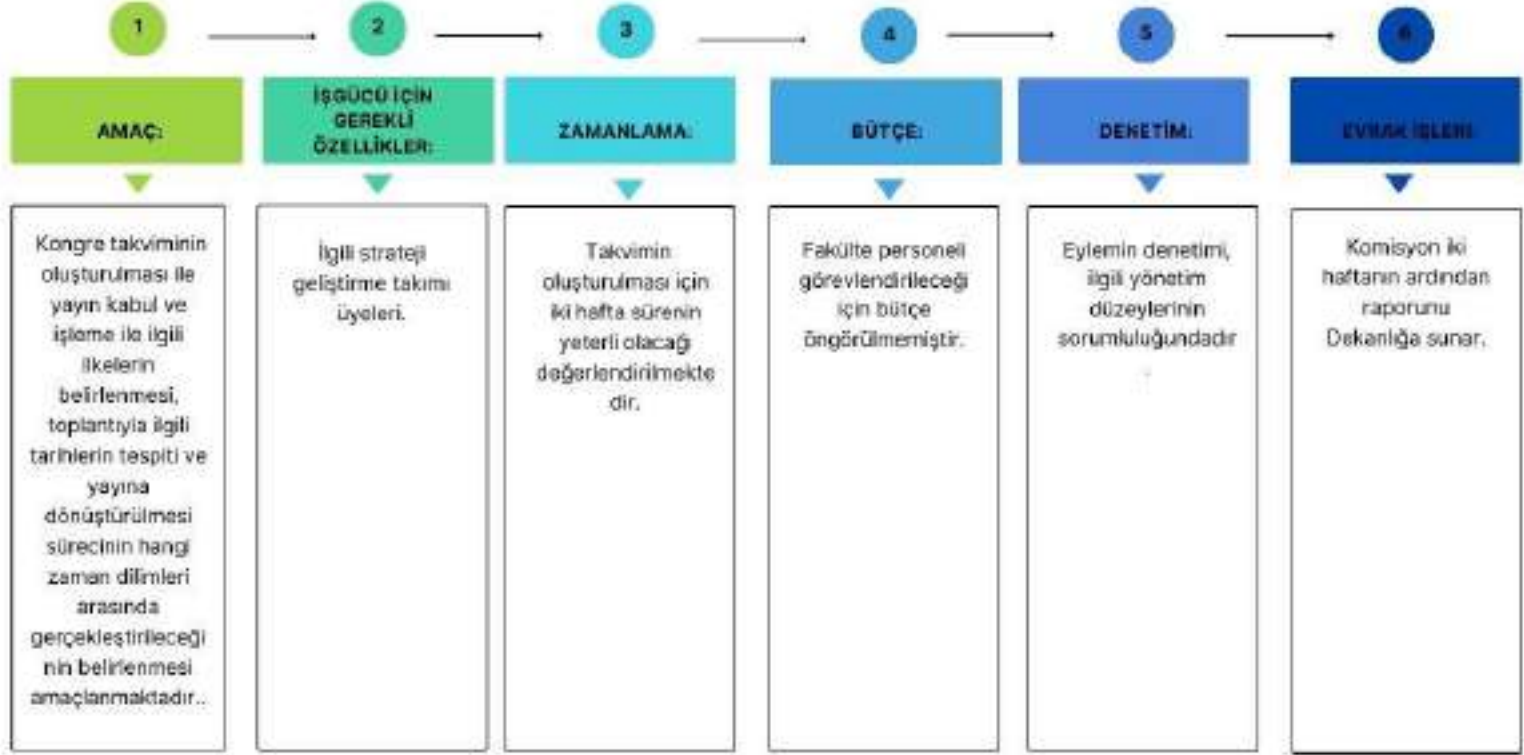 1
2
3
4
5
6
AMAÇ:
İŞGÜCÜ İÇİN
GEREKLİ
ÖZELLİKLER:
ZAMANLAMA:
BÜTÇE:
DENETİM:
EVRAK İŞLERİ:
Kongre takviminin
oluşturulması ile
yayın kabul ve
işleme ile ilgili
ilkelerin
belirlenmesi,
toplantıyla ilgili
tarihlerin tespiti ve
yayına
dönüştürülmesi
sürecinin hangi
zaman dilimleri
arasında
gerçekleştirileceği
nin belirlenmesi
amaçlanmaktadır..
İlgili strateji
geliştirme takımı
üyeleri.
Takvimin
oluşturulması için
iki hafta sürenin
yeterli olacağı
değerlendirilmekte
dir.
Fakülte personeli
görevlendirileceği
için bütçe
öngörülmemiştir.
Eylemin denetimi,
ilgili yönetim
düzeylerinin
sorumluluğundadır
.
Komisyon iki
haftanın ardından
raporunu
Dekanlığa sunar.